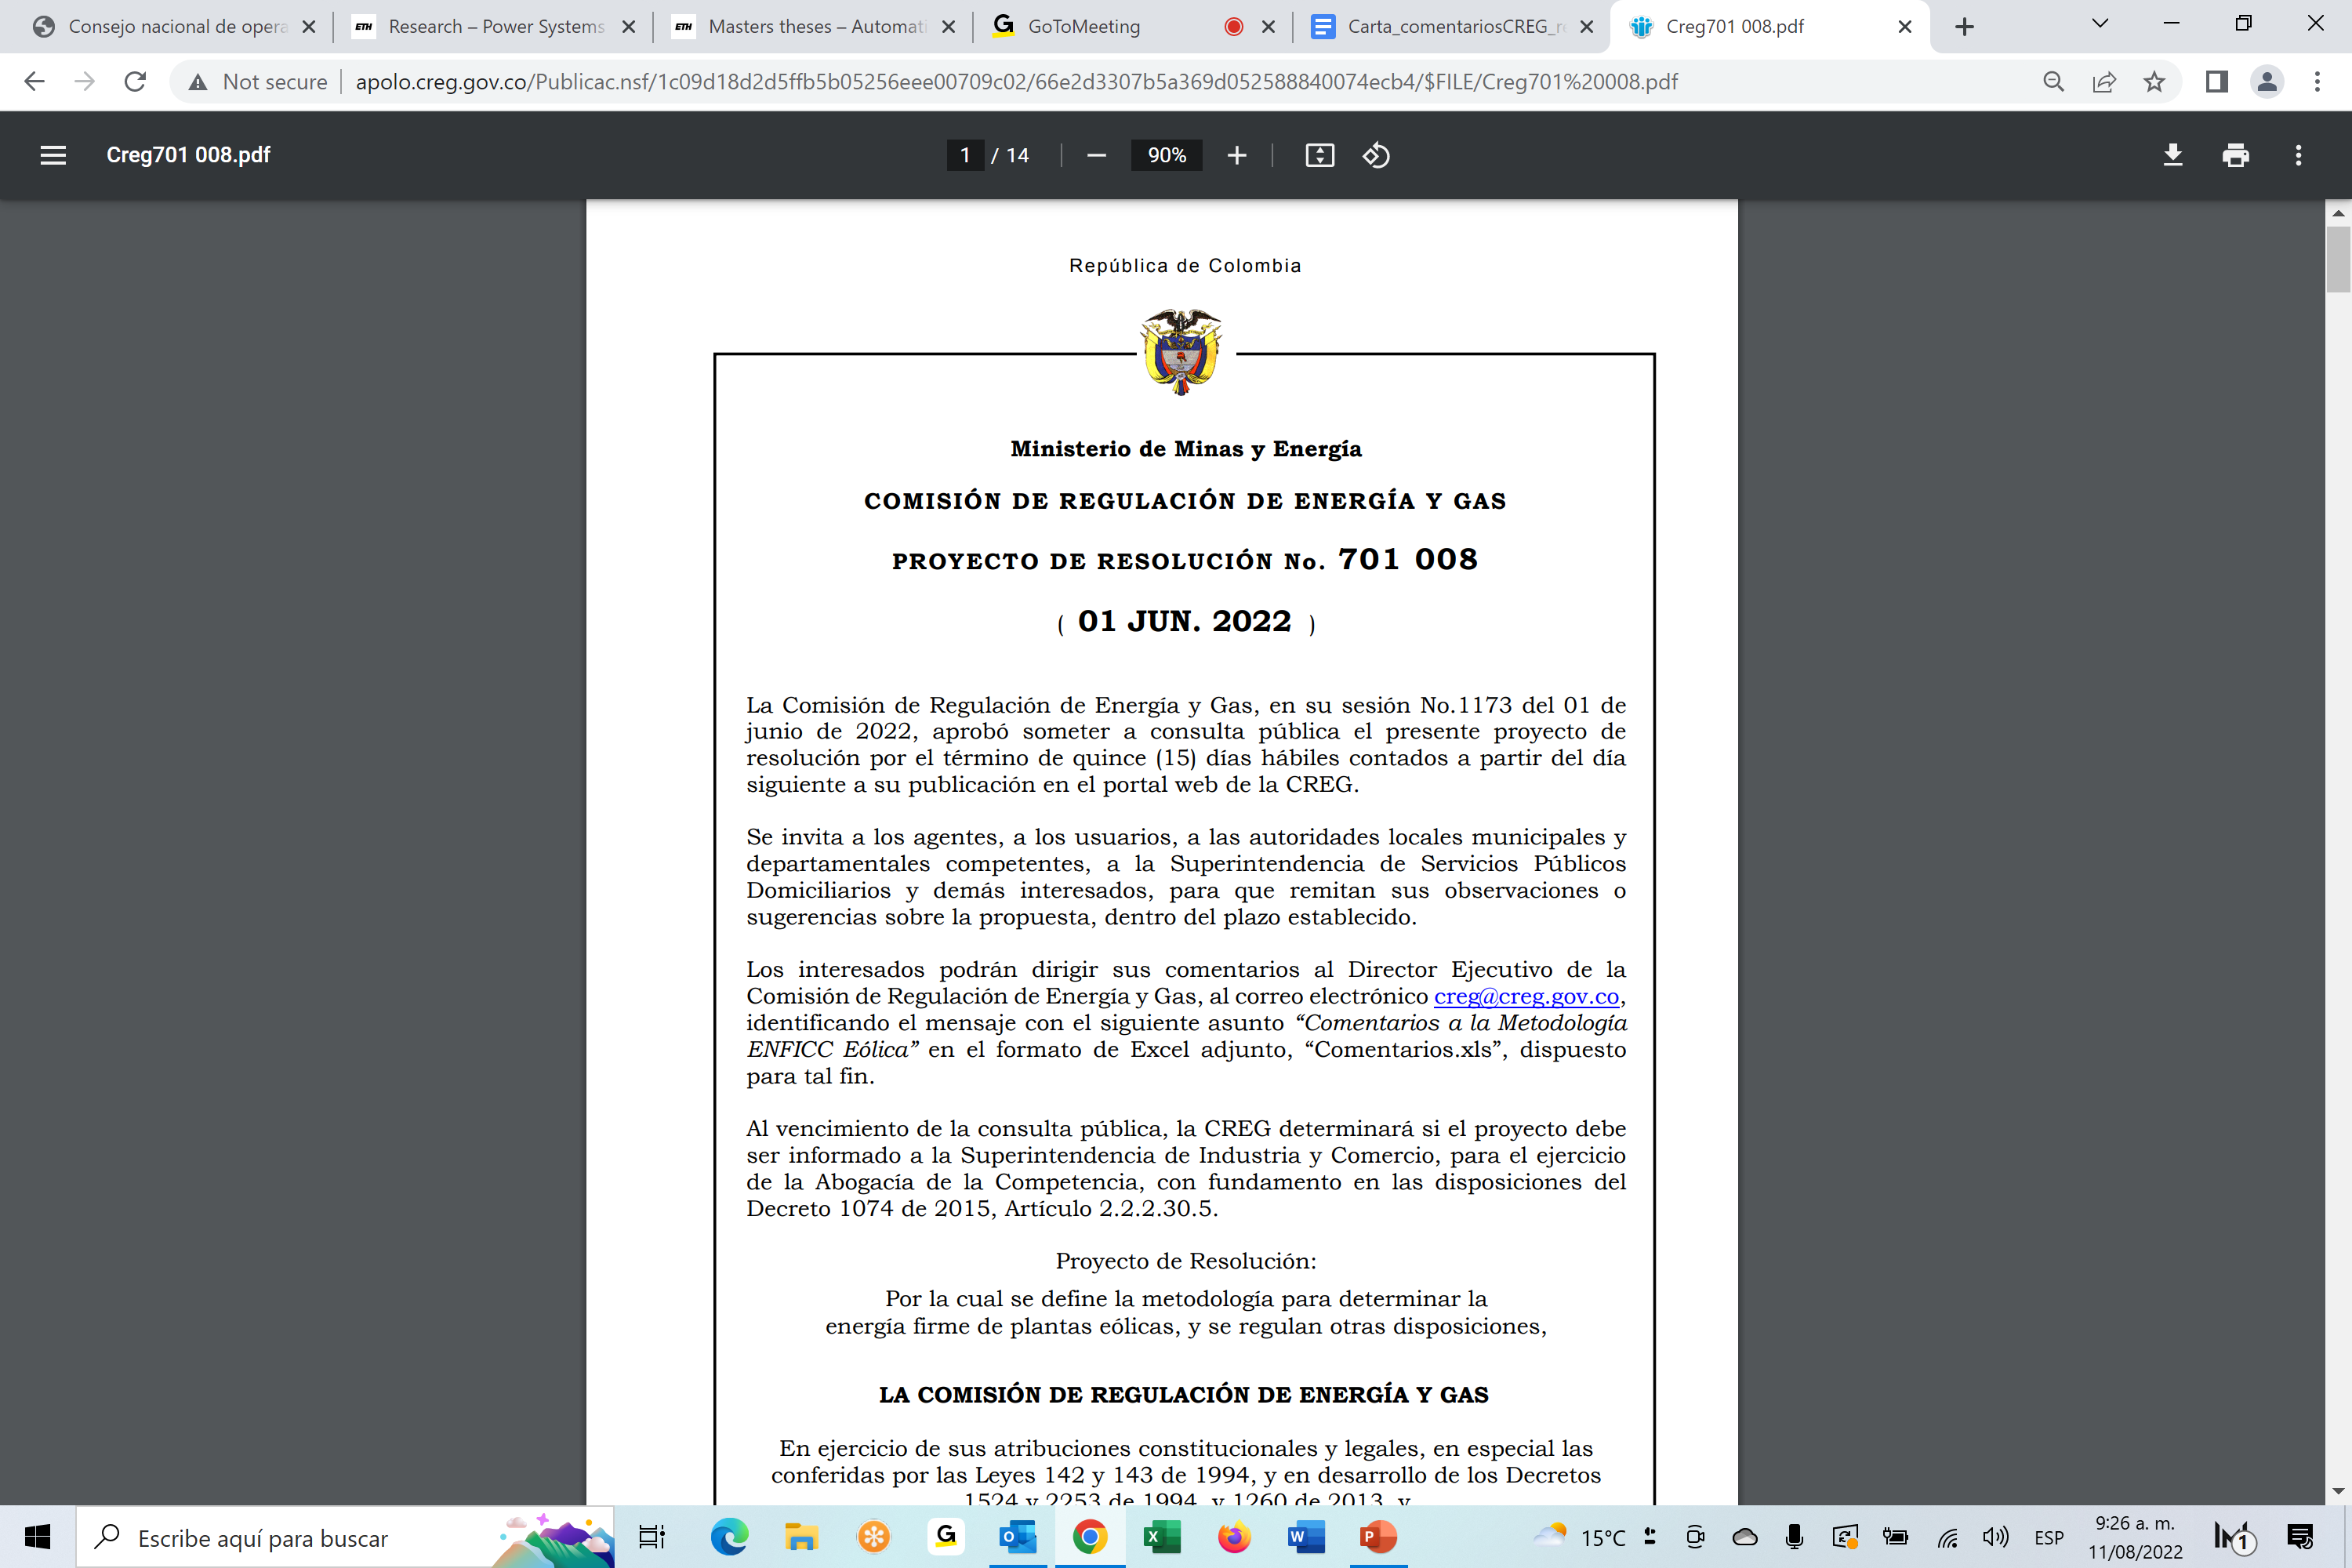 Consejo nacional de opera
ETH Research – Power Systems
ETH Masters theses – Automati
G GoToMeeting
Carta_comentariosCREG_r
Creg701 008.pdf
Not secure
apolo.creg.gov.co/Publicac.nsf/1c09d18d2d5ffb5b05256eee00709c02/66e2d3307b5a369d052588840074ecb4/$FILE/Creg701%20008.pdf
Creg701 008.pdf
1 / 14
90%
República de Colombia
Ministerio de Minas y Energía
COMISIÓN DE REGULACIÓN DE ENERGÍA Y GAS
PROYECTO DE RESOLUCIÓN No. 701 008
( 01 JUN. 2022 )
La Comisión de Regulación de Energía y Gas, en su sesión No.1173 del 01 de
junio de 2022, aprobó someter a consulta pública el presente proyecto de
resolución por el término de quince (15) días hábiles contados a partir del día
siguiente a su publicación en el portal web de la CREG.
Se invita a los agentes, a los usuarios, a las autoridades locales municipales y
departamentales competentes, a la Superintendencia de Servicios Públicos
Domiciliarios y demás interesados, para que remitan sus observaciones o
sugerencias sobre la propuesta, dentro del plazo establecido.
Los interesados podrán dirigir sus comentarios al Director Ejecutivo de la
Comisión de Regulación de Energía y Gas, al correo electrónico creg@creg.gov.co,
identificando el mensaje con el siguiente asunto “Comentarios a la Metodología
ENFICC Eólica” en el formato de Excel adjunto, “Comentarios.xls”, dispuesto
para tal fin.
Al vencimiento de la consulta pública, la CREG determinará si el proyecto debe
ser informado a la Superintendencia de Industria y Comercio, para el ejercicio
de la Abogacía de la Competencia, con fundamento en las disposiciones del
Decreto 1074 de 2015, Artículo 2.2.2.30.5.
Proyecto de Resolución:
Por la cual se define la metodología para determinar la
energía firme de plantas eólicas, y se regulan otras disposiciones,
LA COMISIÓN DE REGULACIÓN DE ENERGÍA Y GAS
En ejercicio de sus atribuciones constitucionales y legales, en especial las
conferidas por las Leyes 142 y 143 de 1994, y en desarrollo de los Decretos
1524 y 2253 de 1994, y 1260 de 2013, y
Escribe aquí para buscar
15°C
ESP
9:26 a. m.
11/08/2022
1